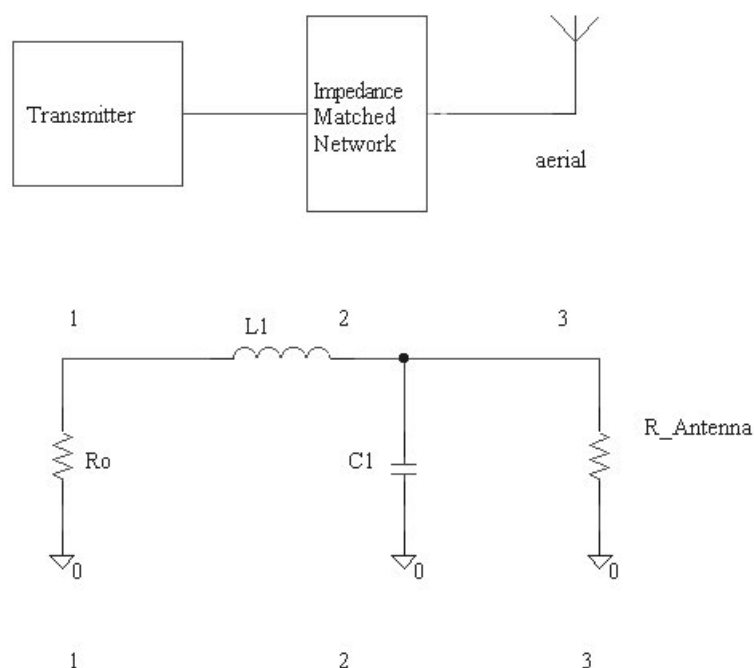 Transmitter
Impedance
Matched
Network
aerial
1 2 3
L1
Ro
C1
R_Antenna
0 0 0
1 2 3